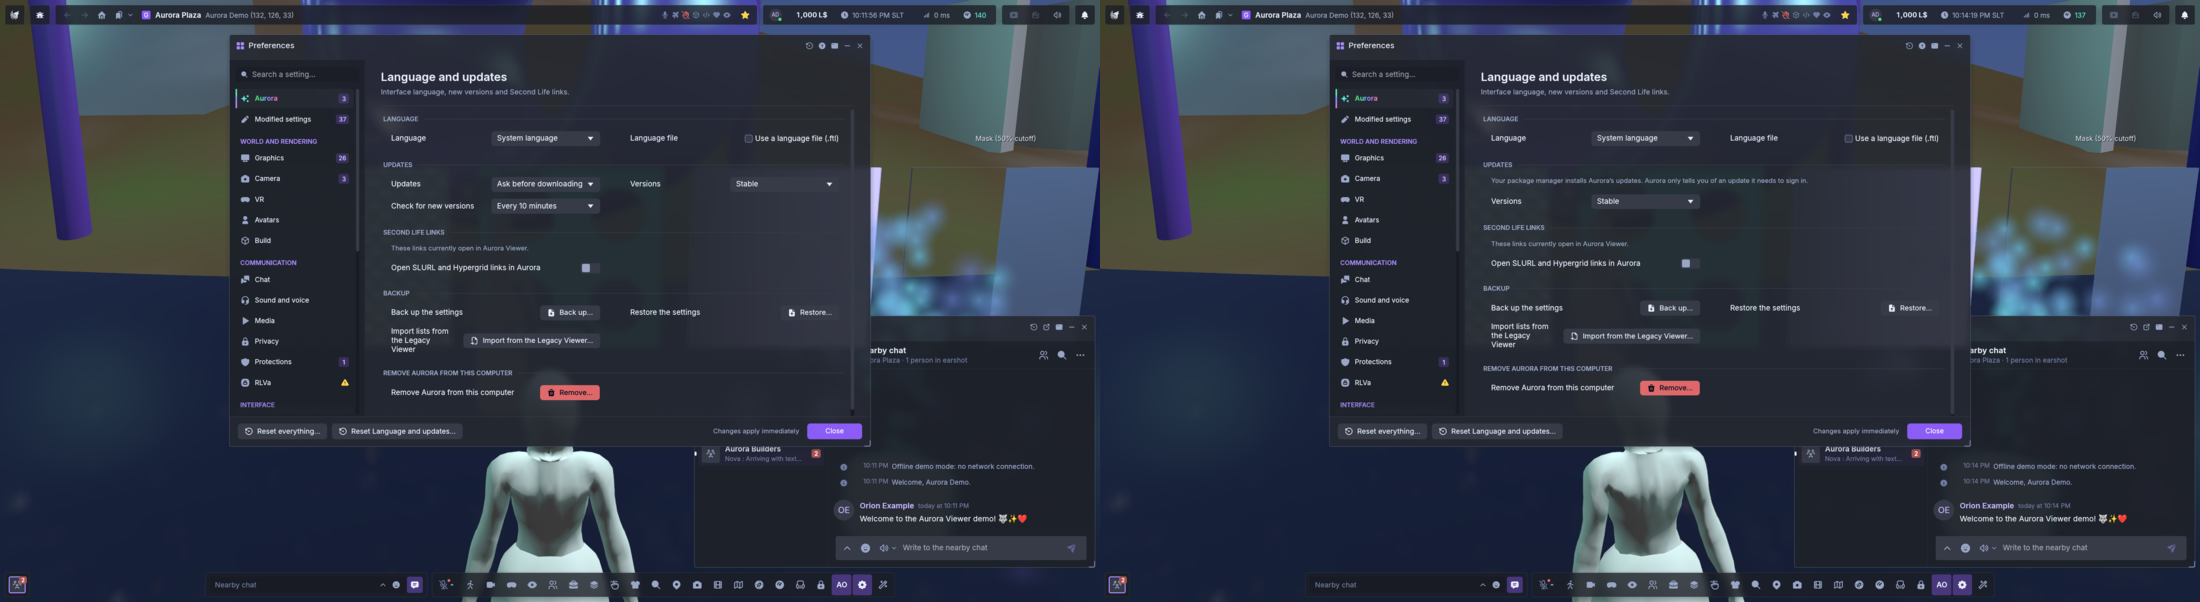 Aurora Plaza Aurora Demo (132, 126, 33)
AD 1,000 L$ 10:11:56 PM SLT 0 ms 140
Preferences
Search a setting...
Aurora 3
Modified settings 37
WORLD AND RENDERING
Graphics 26
Camera 3
VR
Avatars
Build
COMMUNICATION
Chat
Sound and voice
Media
Privacy
Protections 1
RLVa
INTERFACE
Language and updates
Interface language, new versions and Second Life links.
LANGUAGE
Language System language Language file Use a language file (.ftl)
UPDATES
Updates Ask before downloading Versions Stable
Check for new versions Every 10 minutes
SECOND LIFE LINKS
These links currently open in Aurora Viewer.
Open SLURL and Hypergrid links in Aurora
BACKUP
Back up the settings Back up... Restore the settings Restore...
Import lists from the Legacy Viewer Import from the Legacy Viewer...
REMOVE AURORA FROM THIS COMPUTER
Remove Aurora from this computer Remove...
Reset everything... Reset Language and updates... Changes apply immediately Close
Mask (50% cutoff)
arby chat
ora Plaza · 1 person in earshot
Aurora Builders 2
Nova : Arriving with text...
10:11 PM Offline demo mode: no network connection.
10:11 PM Welcome, Aurora Demo.
OE Orion Example today at 10:11 PM
Welcome to the Aurora Viewer demo! 🐺✨❤️
Write to the nearby chat
2
Nearby chat
AO
Aurora Plaza Aurora Demo (132, 126, 33)
AD 1,000 L$ 10:14:19 PM SLT 0 ms 137
Preferences
Search a setting...
Aurora 3
Modified settings 37
WORLD AND RENDERING
Graphics 26
Camera 3
VR
Avatars
Build
COMMUNICATION
Chat
Sound and voice
Media
Privacy
Protections 1
RLVa
INTERFACE
Language and updates
Interface language, new versions and Second Life links.
LANGUAGE
Language System language Language file Use a language file (.ftl)
UPDATES
Your package manager installs Aurora's updates. Aurora only tells you of an update it needs to sign in.
Versions Stable
SECOND LIFE LINKS
These links currently open in Aurora Viewer.
Open SLURL and Hypergrid links in Aurora
BACKUP
Back up the settings Back up... Restore the settings Restore...
Import lists from the Legacy Viewer Import from the Legacy Viewer...
REMOVE AURORA FROM THIS COMPUTER
Remove Aurora from this computer Remove...
Reset everything... Reset Language and updates... Changes apply immediately Close
Mask (50% cutoff)
arby chat
ora Plaza · 1 person in earshot
Aurora Builders 2
Nova : Arriving with text...
10:14 PM Offline demo mode: no network connection.
10:14 PM Welcome, Aurora Demo.
OE Orion Example today at 10:14 PM
Welcome to the Aurora Viewer demo! 🐺✨❤️
Write to the nearby chat
2
Nearby chat
AO